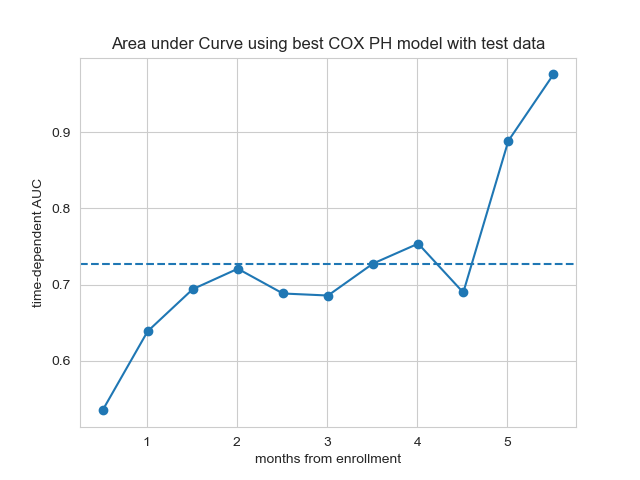 Area under Curve using best COX PH model with test data
time-dependent AUC
0.9
0.8
0.7
0.6
1 2 3 4 5
months from enrollment